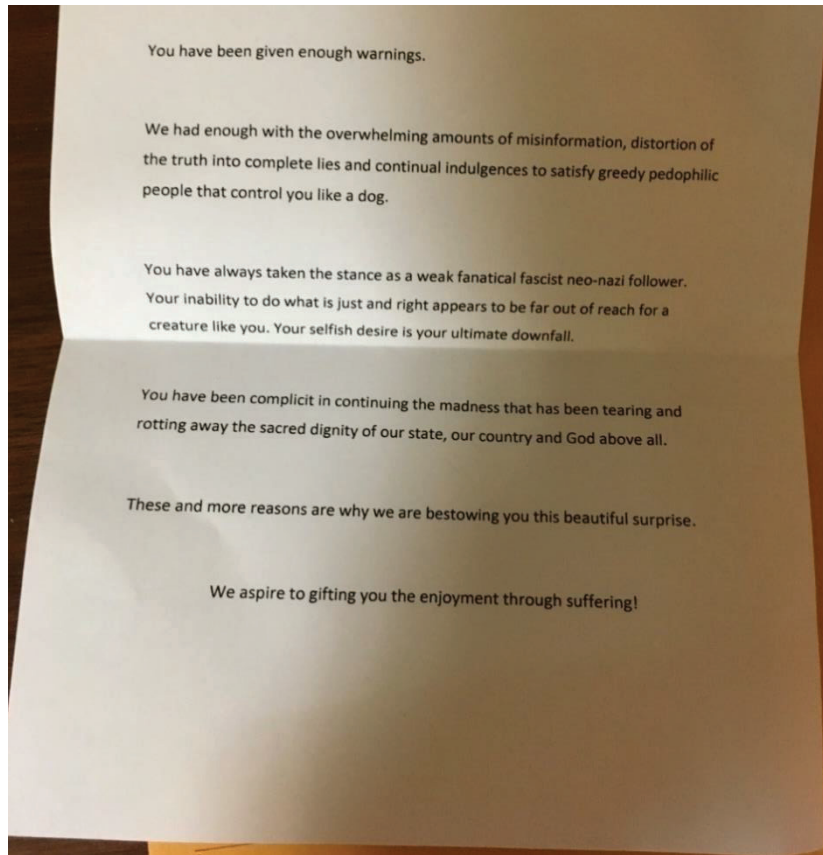 You have been given enough warnings.
We had enough with the overwhelming amounts of misinformation, distortion of
the truth into complete lies and continual indulgences to satisfy greedy pedophilic
people that control you like a dog.
You have always taken the stance as a weak fanatical fascist neo-nazi follower.
Your inability to do what is just and right appears to be far out of reach for a
creature like you. Your selfish desire is your ultimate downfall.
You have been complicit in continuing the madness that has been tearing and
rotting away the sacred dignity of our state, our country and God above all.
These and more reasons are why we are bestowing you this beautiful surprise.
We aspire to gifting you the enjoyment through suffering!